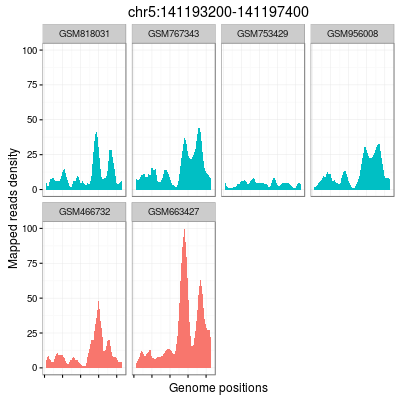 chr5:141193200-141197400
GSM818031 GSM767343 GSM753429 GSM956008
100
75
50
25
0
GSM466732 GSM663427
100
75
50
25
0
Mapped reads density
Genome positions